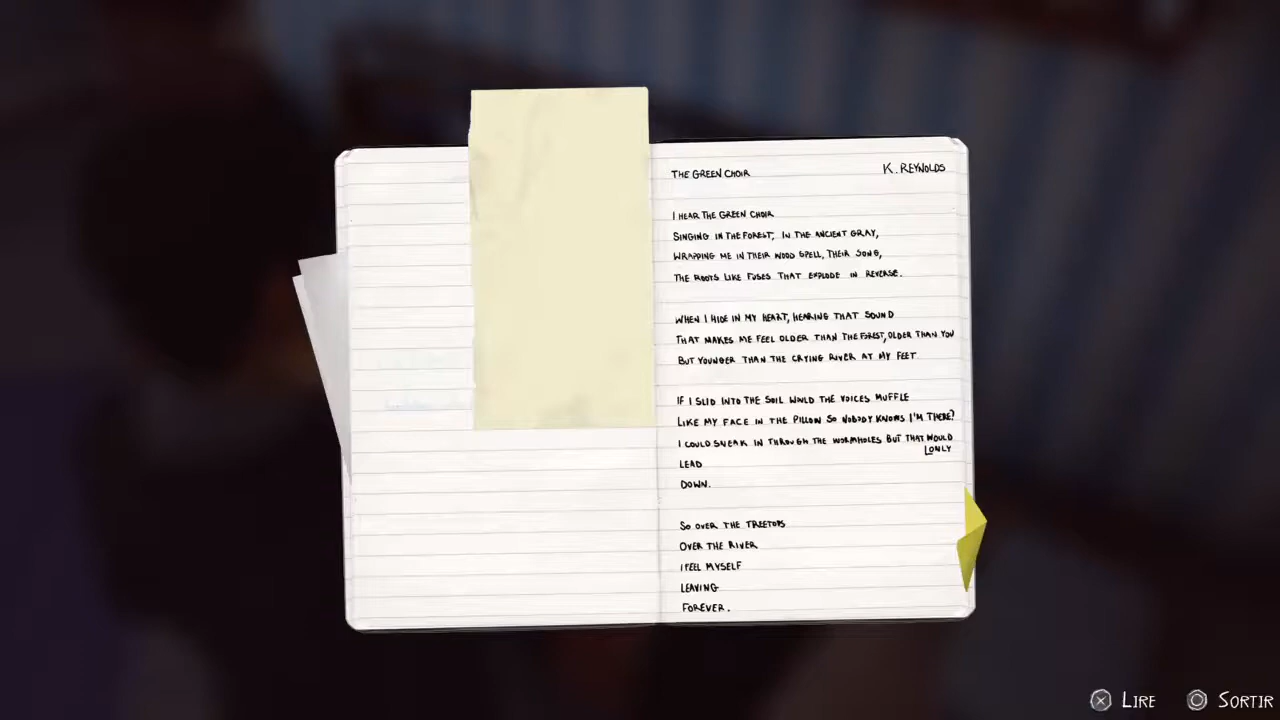 THE GREEN CHOIR
K. REYNOLDS
I HEAR THE GREEN CHOIR
SINGING IN THE FOREST, IN THE ANCIENT GRAY,
WRAPPING ME IN THEIR WOOD SPELL, THEIR SONG,
THE ROOTS LIKE FUSES THAT EXPLODE IN REVERSE.
WHEN I HIDE IN MY HEART, HEARING THAT SOUND
THAT MAKES ME FEEL OLDER THAN THE FOREST, OLDER THAN YOU
BUT YOUNGER THAN THE CRYING RIVER AT MY FEET
IF I SLID INTO THE SOIL WOULD THE VOICES MUFFLE
LIKE MY FACE IN THE PILLOW SO NOBODY KNOWS I'M THERE?
I COULD SNEAK IN THROUGH THE WORMHOLES BUT THAT WOULD
LONLY
LEAD
DOWN.
SO OVER THE TREETOPS
OVER THE RIVER
I FEEL MYSELF
LEAVING
FOREVER.
LIRE
SORTIR